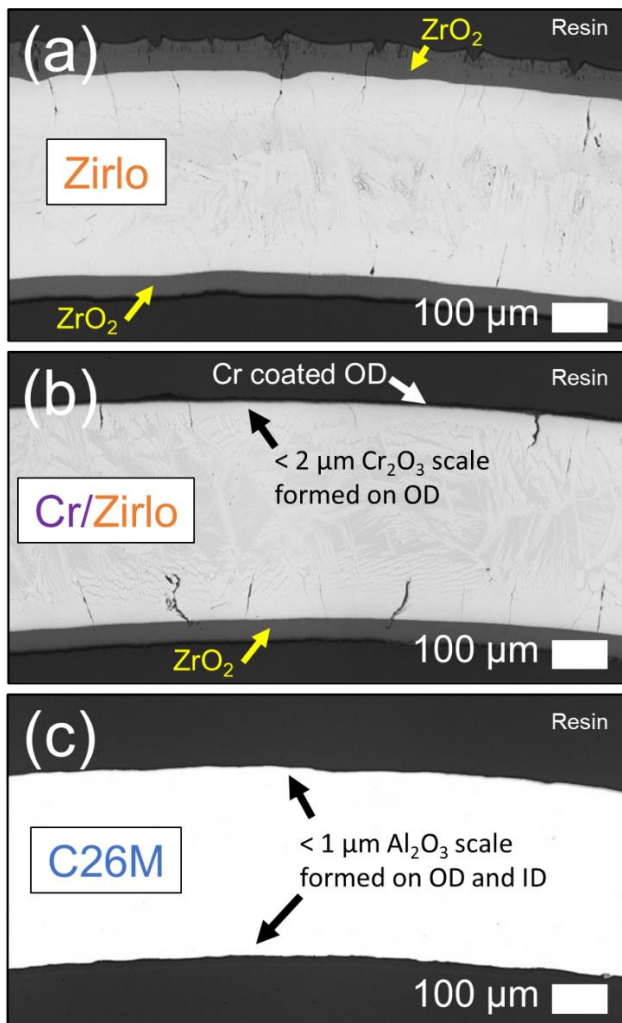 (a)
Resin
ZrO₂
Zirlo
ZrO₂
100 µm
(b)
Cr coated OD
Resin
< 2 µm Cr₂O₃ scale
formed on OD
Cr/Zirlo
ZrO₂
100 µm
(c)
Resin
< 1 µm Al₂O₃ scale
formed on OD and ID
C26M
100 µm